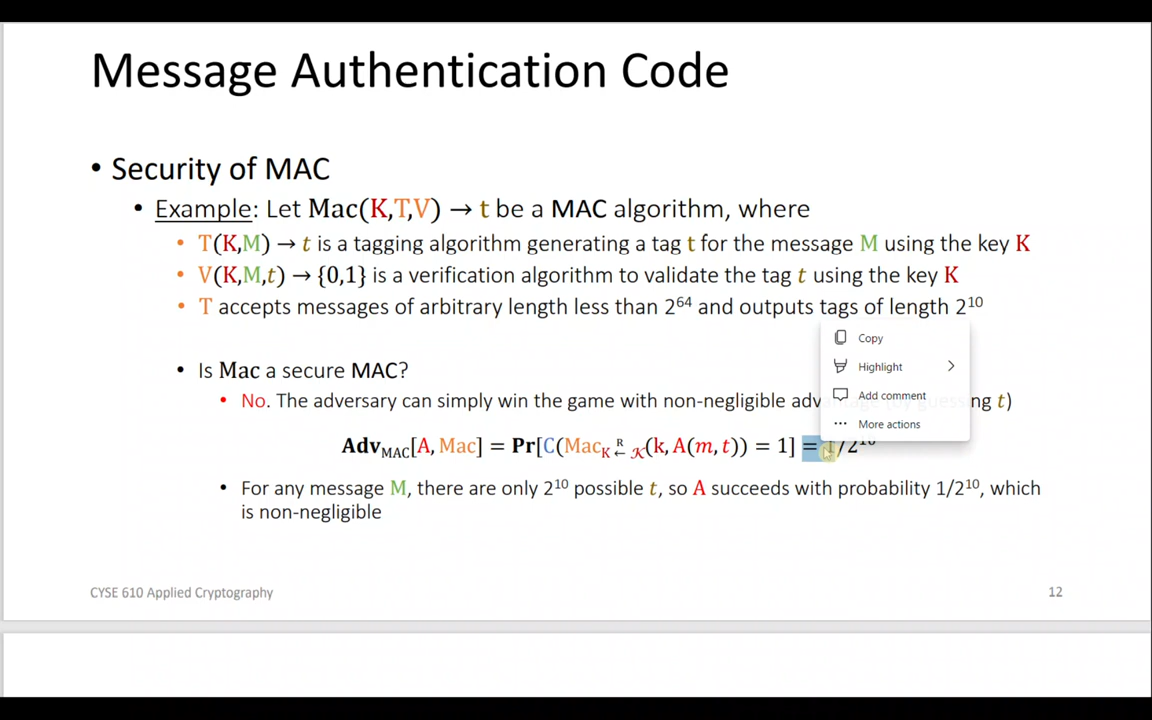 Message Authentication Code
• Security of MAC
• Example: Let Mac(K,T,V) → t be a MAC algorithm, where
• T(K,M) → t is a tagging algorithm generating a tag t for the message M using the key K
• V(K,M,t) → {0,1} is a verification algorithm to validate the tag t using the key K
• T accepts messages of arbitrary length less than 2⁶⁴ and outputs tags of length 2¹⁰
Copy
Highlight
Add comment
More actions
• Is Mac a secure MAC?
• No. The adversary can simply win the game with non-negligible t)
Adv_MAC[A, Mac] = Pr[C(Mac_K ←ᴿ 𝒦(k, A(m, t)) = 1] = 1/2¹⁰
• For any message M, there are only 2¹⁰ possible t, so A succeeds with probability 1/2¹⁰, which
is non-negligible
CYSE 610 Applied Cryptography
12